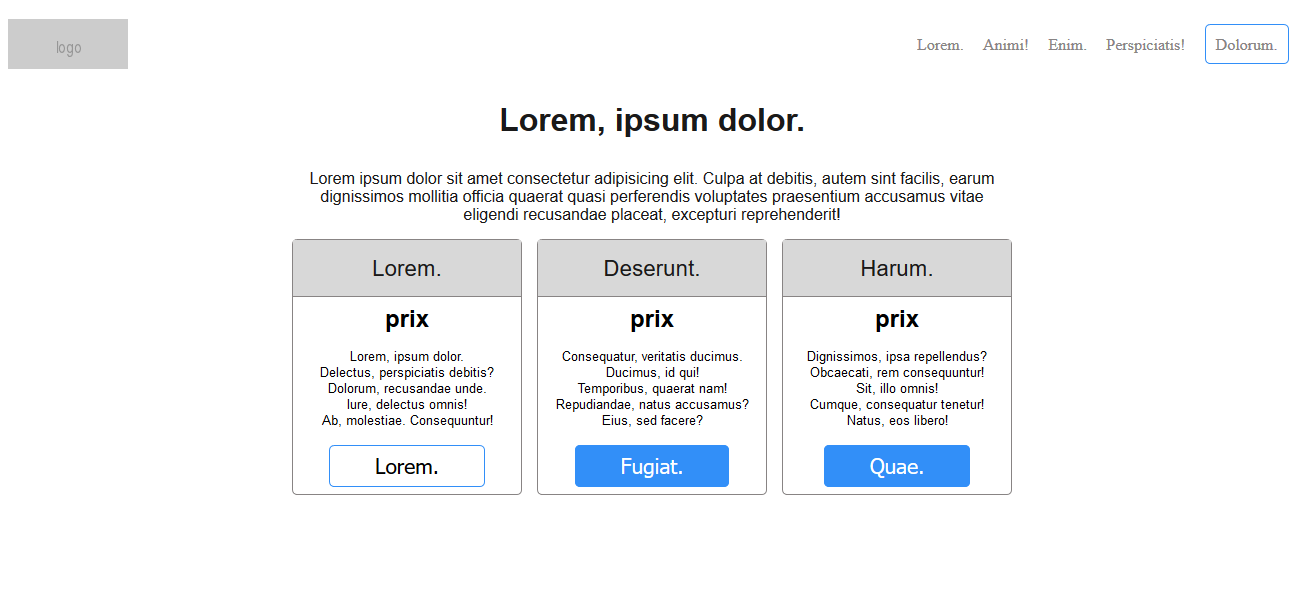 logo
Lorem. Animi! Enim. Perspiciatis! Dolorum.
Lorem, ipsum dolor.
Lorem ipsum dolor sit amet consectetur adipisicing elit. Culpa at debitis, autem sint facilis, earum
dignissimos mollitia officia quaerat quasi perferendis voluptates praesentium accusamus vitae
eligendi recusandae placeat, excepturi reprehenderit!
Lorem.
prix
Lorem, ipsum dolor.
Delectus, perspiciatis debitis?
Dolorum, recusandae unde.
Iure, delectus omnis!
Ab, molestiae. Consequuntur!
Lorem.
Deserunt.
prix
Consequatur, veritatis ducimus.
Ducimus, id qui!
Temporibus, quaerat nam!
Repudiandae, natus accusamus?
Eius, sed facere?
Fugiat.
Harum.
prix
Dignissimos, ipsa repellendus?
Obcaecati, rem consequuntur!
Sit, illo omnis!
Cumque, consequatur tenetur!
Natus, eos libero!
Quae.